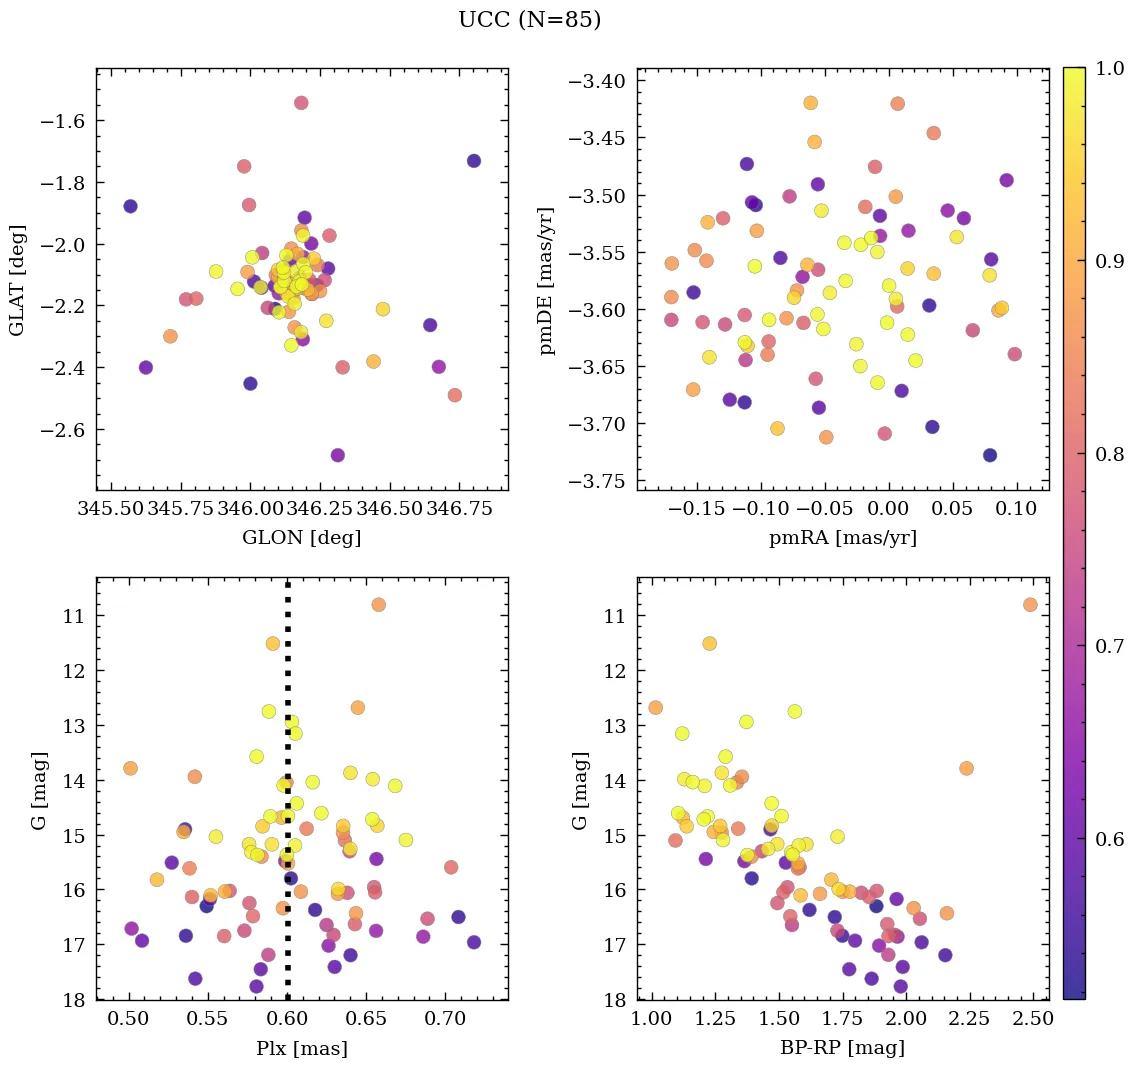 UCC (N=85)
−1.6
−1.8
−2.0
−2.2
−2.4
−2.6
GLAT [deg]
345.50 345.75 346.00 346.25 346.50 346.75
GLON [deg]
−3.40
−3.45
−3.50
−3.55
−3.60
−3.65
−3.70
−3.75
pmDE [mas/yr]
−0.15 −0.10 −0.05 0.00 0.05 0.10
pmRA [mas/yr]
11
12
13
14
15
16
17
18
G [mag]
0.50 0.55 0.60 0.65 0.70
Plx [mas]
11
12
13
14
15
16
17
18
G [mag]
1.00 1.25 1.50 1.75 2.00 2.25 2.50
BP-RP [mag]
1.0
0.9
0.8
0.7
0.6